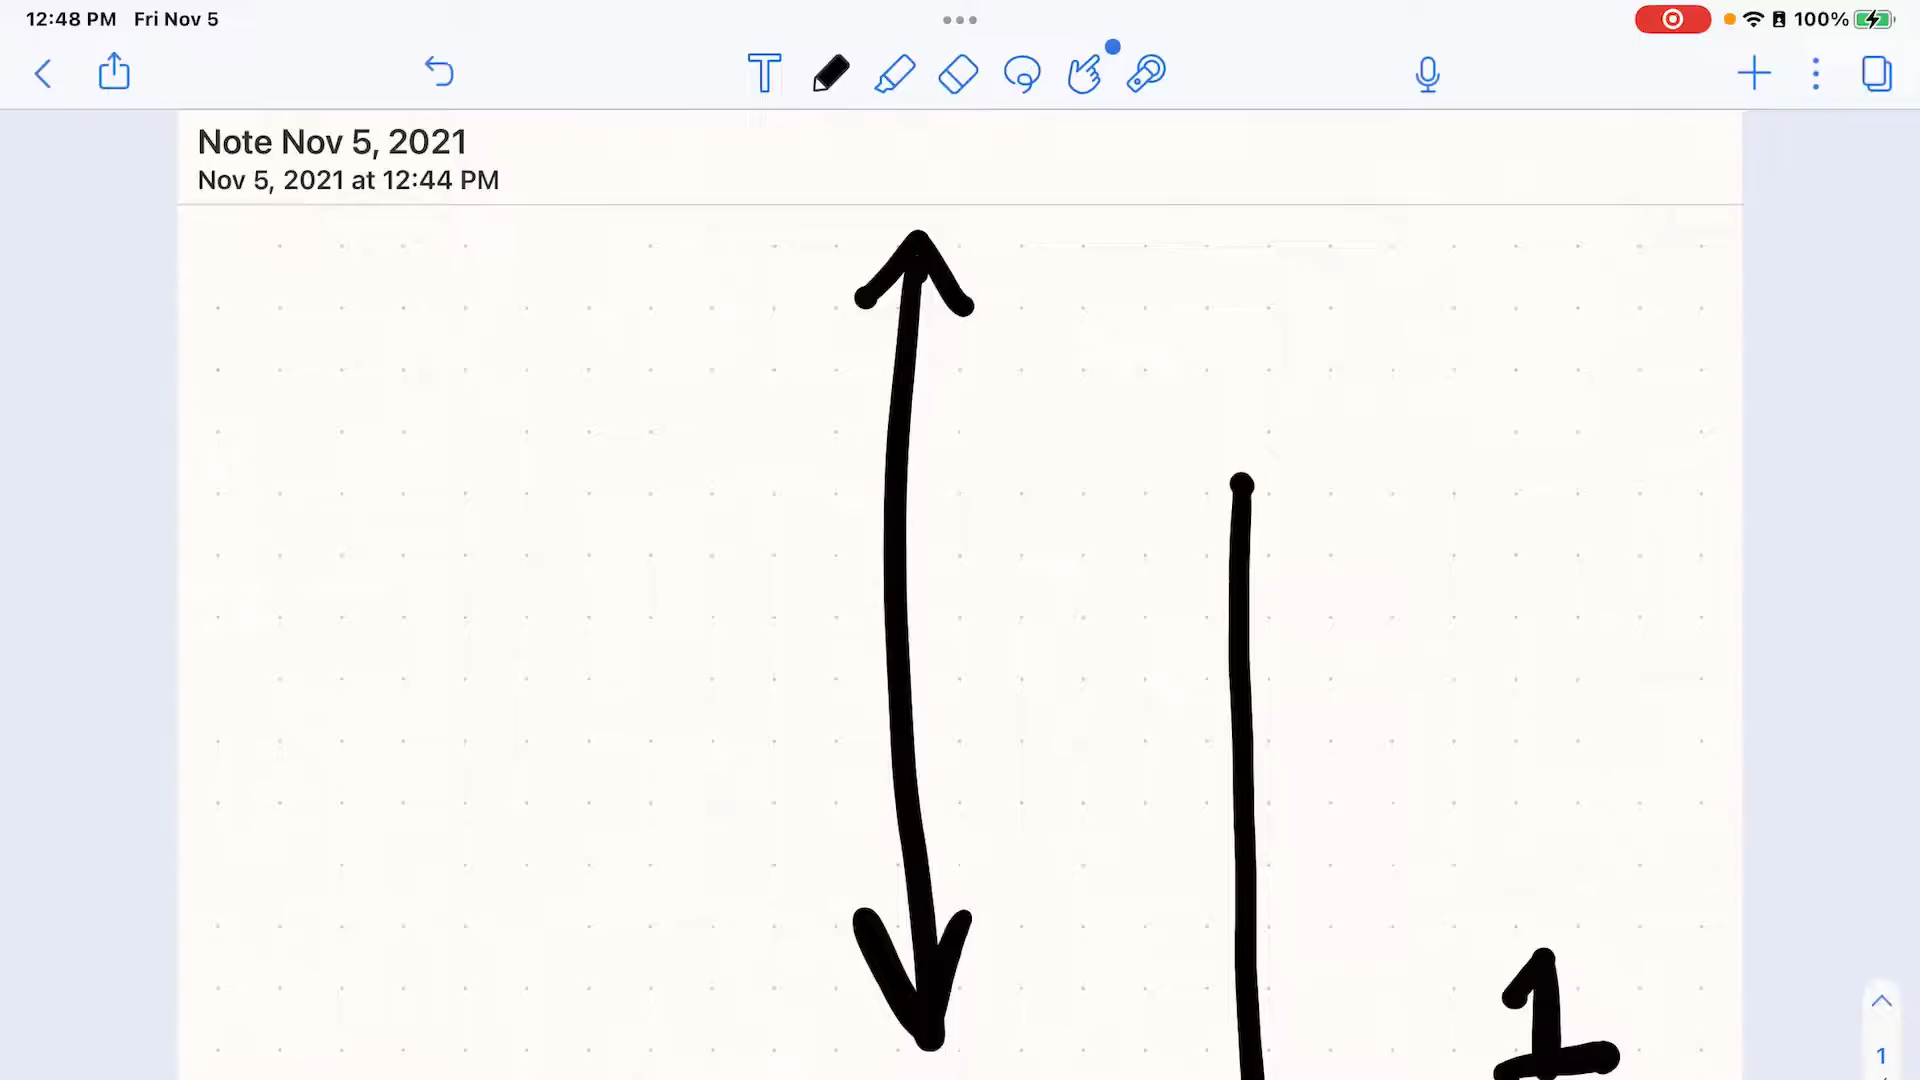 12:48 PM Fri Nov 5
100%
Note Nov 5, 2021
Nov 5, 2021 at 12:44 PM
1
1